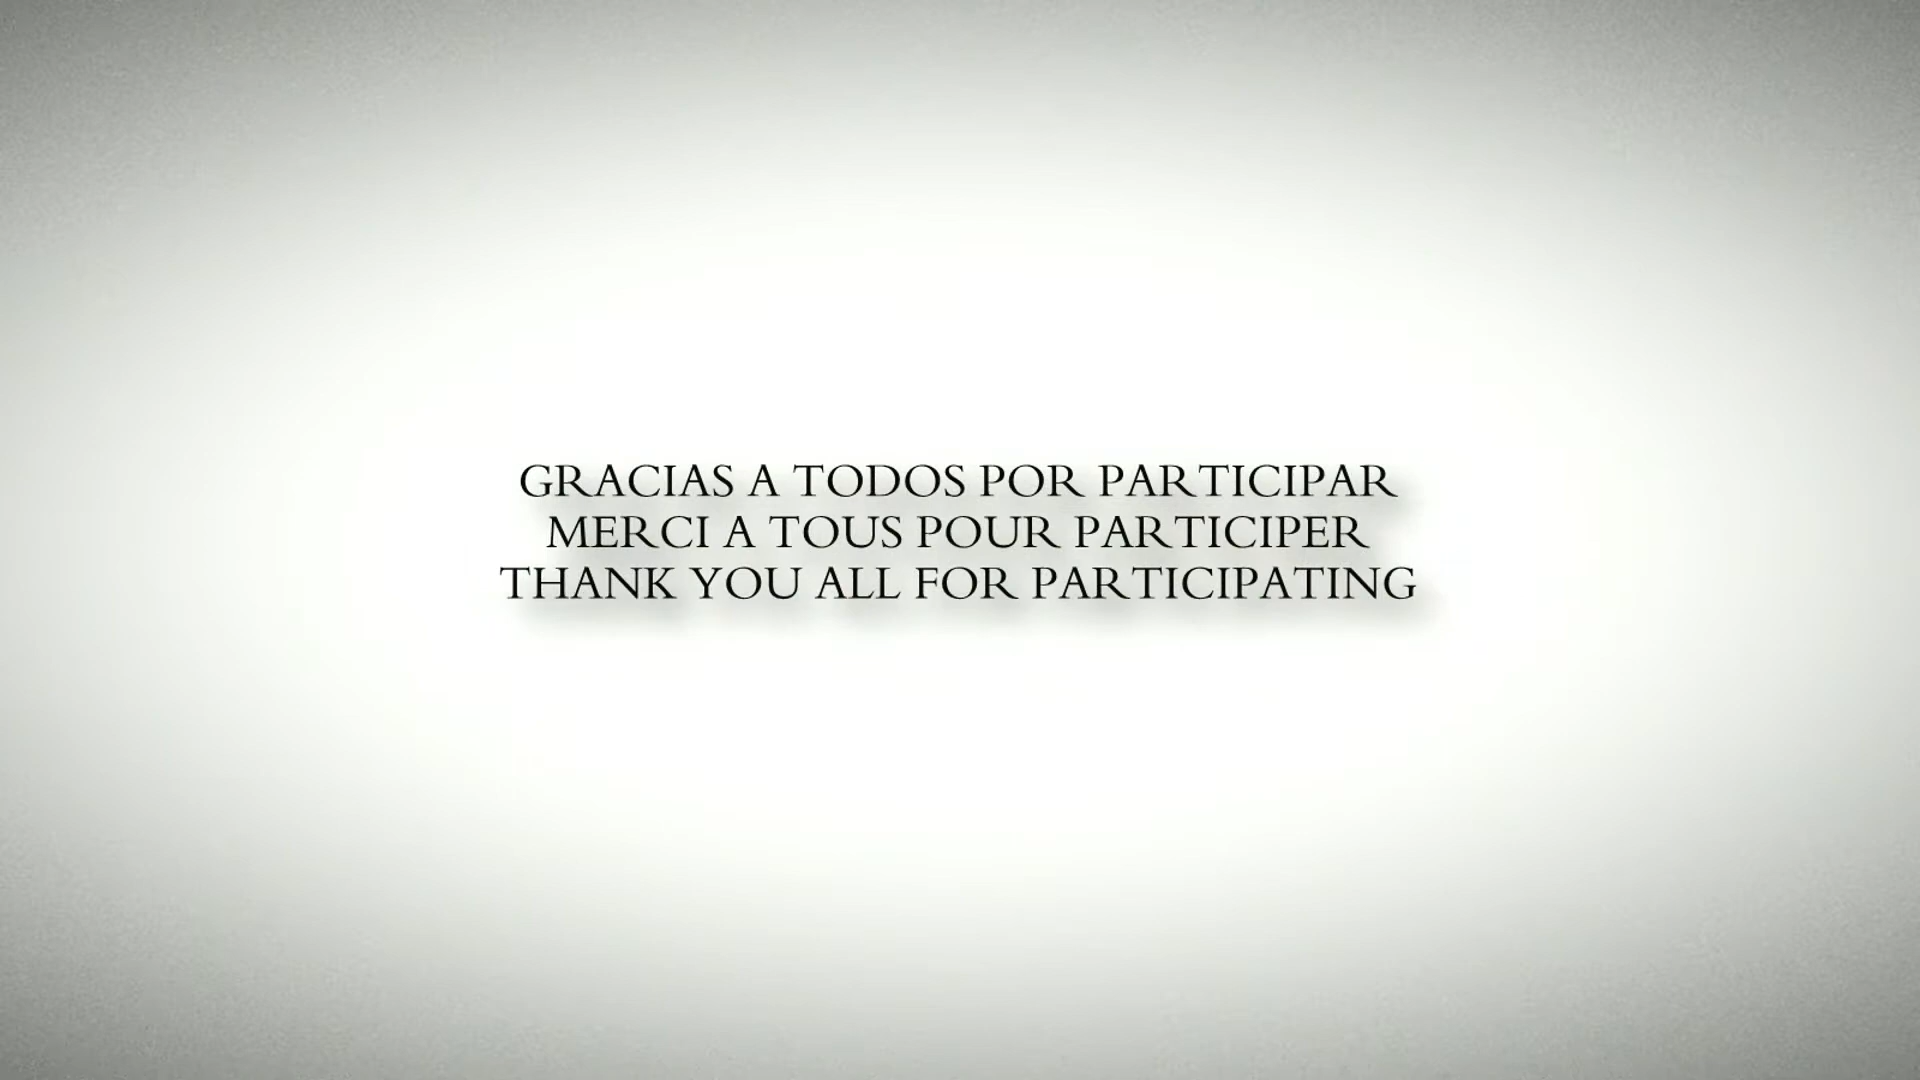 GRACIAS A TODOS POR PARTICIPAR
MERCI A TOUS POUR PARTICIPER
THANK YOU ALL FOR PARTICIPATING